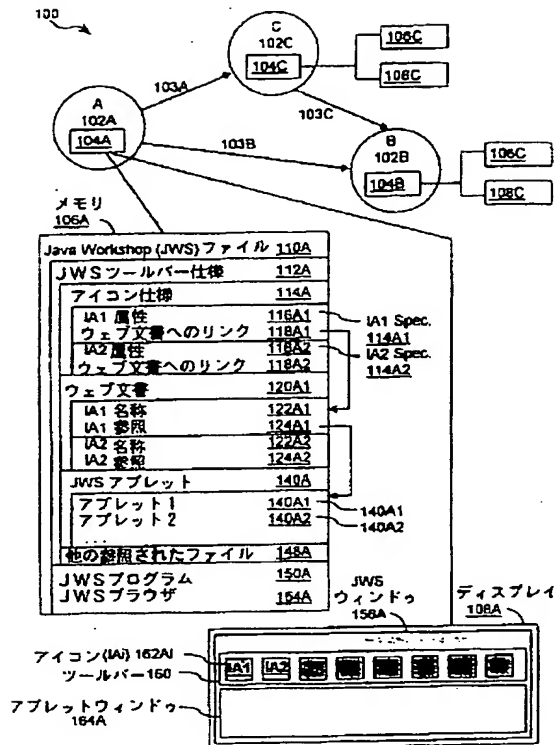 100
C
102C
104C
106C
108C
A
102A
104A
103A
103C
103B
B
102B
104B
106C
108C
メモリ
106A
Java Workshop (JWS) ファイル 110A
JWSツールバー仕様 112A
アイコン仕様 114A
IA1 属性 116A1
ウェブ文書へのリンク 118A1
IA2 属性 116A2
ウェブ文書へのリンク 118A2
IA1 Spec.
114A1
IA2 Spec.
114A2
ウェブ文書 120A1
IA1 名称 122A1
IA1 参照 124A1
IA2 名称 122A2
IA2 参照 124A2
JWS アプレット 140A
アプレット1 140A1
アプレット2 140A2
...
140A1
140A2
他の参照されたファイル 148A
JWSプログラム 150A
JWSブラウザ 154A
JWS
ウィンドゥ
156A
ディスプレイ
108A
アイコン(IAi) 162Ai
ツールバー160
IA1 IA2
アプレットウィンドゥ
164A